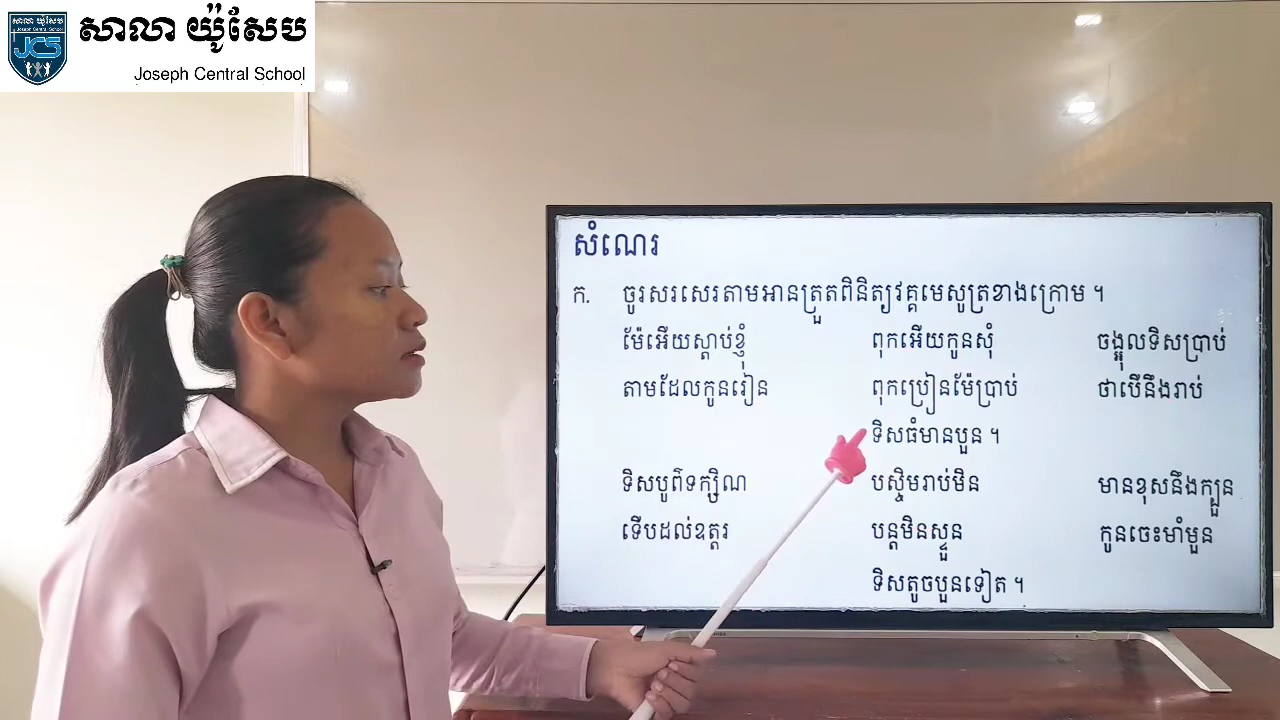 សាលា យ៉ូសែប
Joseph Central School
JCS
សំណេរ
ក. ចូរសរសេរតាមអានត្រួតពិនិត្យវគ្គមេសូត្រខាងក្រោម ។
ម៉ែអើយស្ដាប់ខ្ញុំ ពុកអើយកូនសុំ ចង្អុលទិសប្រាប់
តាមដែលកូនរៀន ពុកប្រៀនម៉ែប្រាប់ ថាបើនឹងរាប់
ទិសធំមានបួន ។
ទិសបូព៌ទក្សិណ បស្ចិមរាប់មិន មានខុសនឹងក្បួន
ទើបដល់ឧត្តរ បន្តមិនស្ទួន កូនចេះមាំមួន
ទិសតូចបួនទៀត ។